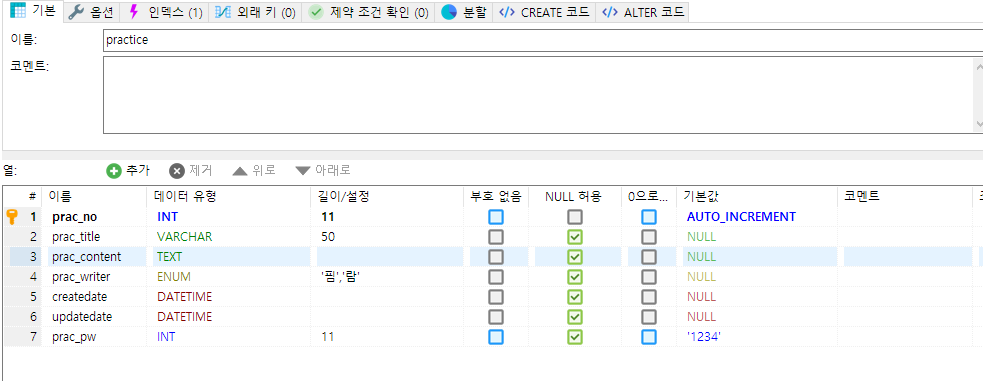 기본 옵션 인덱스 (1) 외래 키 (0) 제약 조건 확인 (0) 분할 </> CREATE 코드 </> ALTER 코드
이름: practice
코멘트:
열: 추가 제거 위로 아래로
# 이름 데이터 유형 길이/설정 부호 없음 NULL 허용 0으로... 기본값 코멘트
1 prac_no INT 11 AUTO_INCREMENT
2 prac_title VARCHAR 50 NULL
3 prac_content TEXT NULL
4 prac_writer ENUM '핌','람' NULL
5 createdate DATETIME NULL
6 updatedate DATETIME NULL
7 prac_pw INT 11 '1234'